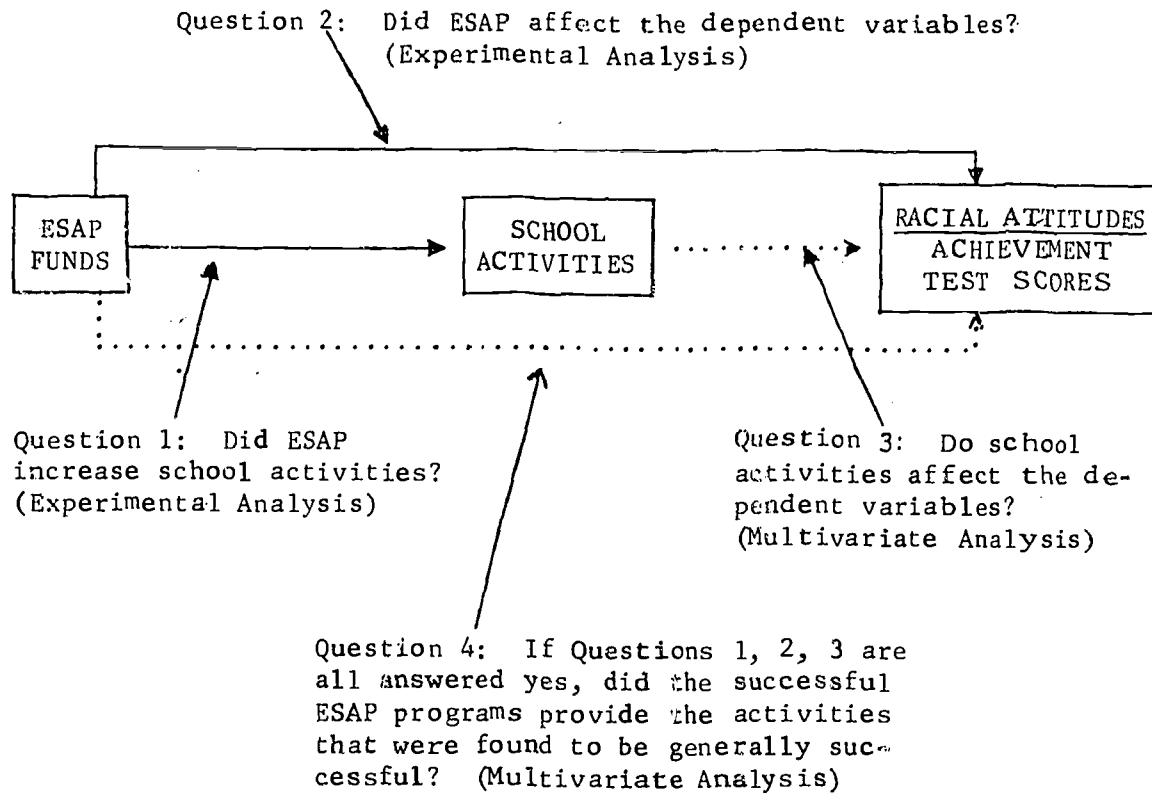 Question 2: Did ESAP affect the dependent variables?
(Experimental Analysis)
ESAP
FUNDS
SCHOOL
ACTIVITIES
RACIAL ATTITUDES
ACHIEVEMENT
TEST SCORES
Question 1: Did ESAP
increase school activities?
(Experimental Analysis)
Question 3: Do school
activities affect the de-
pendent variables?
(Multivariate Analysis)
Question 4: If Questions 1, 2, 3 are
all answered yes, did the successful
ESAP programs provide the activities
that were found to be generally suc-
cessful? (Multivariate Analysis)